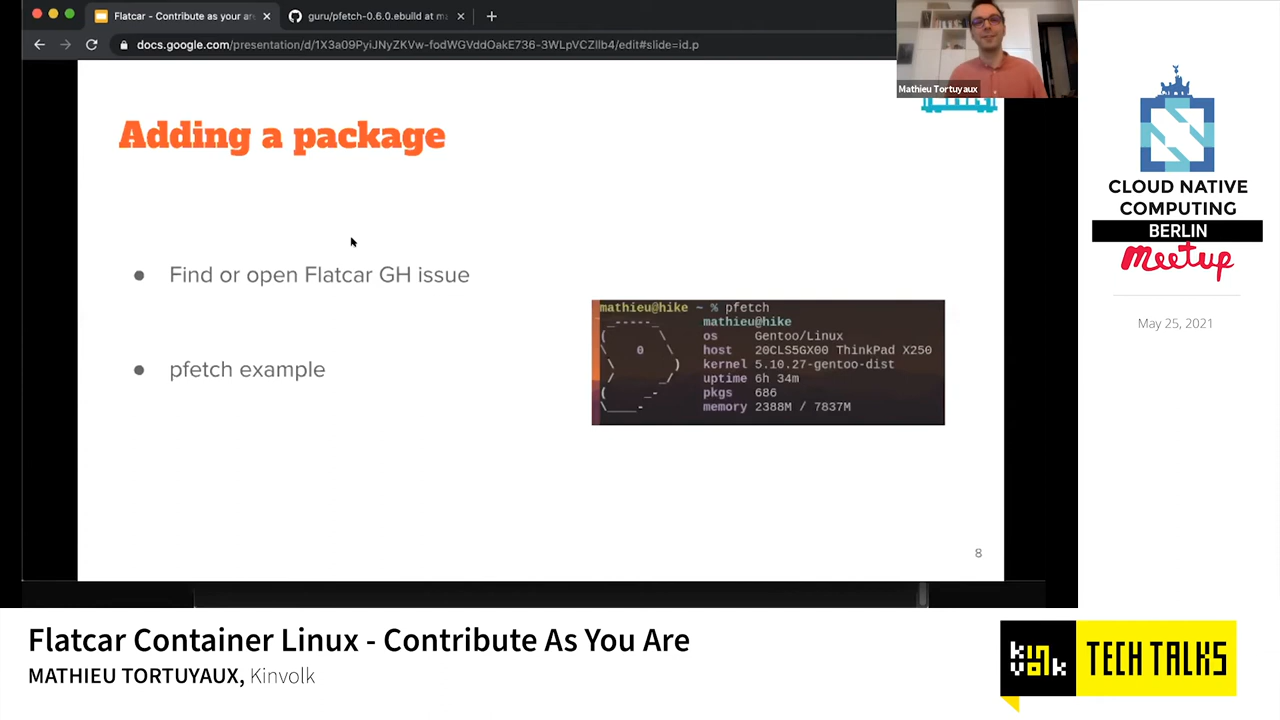 Flatcar - Contribute as your ar
guru/pfetch-0.6.0.ebuild at ma
docs.google.com/presentation/d/1X3a09PyiJNyZKVw-fodWGVddOakE736-3WLpVCZIlb4/edit#slide=id.p
Mathieu Tortuyaux
Adding a package
● Find or open Flatcar GH issue
● pfetch example
mathieu@hike ~ % pfetch
mathieu@hike
os Gentoo/Linux
host 20CLS5GX00 ThinkPad X250
kernel 5.10.27-gentoo-dist
uptime 6h 34m
pkgs 686
memory 2388M / 7837M
8
CLOUD NATIVE
COMPUTING
BERLIN
Meetup
May 25, 2021
Flatcar Container Linux - Contribute As You Are
MATHIEU TORTUYAUX, Kinvolk
kinvolk
TECH TALKS